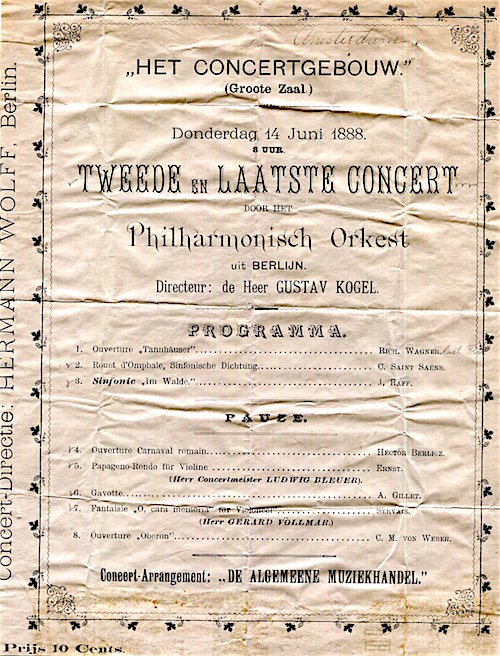 Amsterdam
„HET CONCERTGEBOUW."
(Groote Zaal.)
Donderdag 14 Juni 1888.
8 UUR.
TWEEDE EN LAATSTE CONCERT
DOOR HET
Philharmonisch Orkest
uit BERLIJN.
Directeur: de Heer GUSTAV KOGEL.
PROGRAMMA.
1. Ouverture „Tannhäuser" RICH. WAGNER.
2. Rouet d'Omphale, Sinfonische Dichtung C. SAINT SAËNS.
3. Sinfonie „im Walde." J. RAFF.
PAUZE.
4. Ouverture Carnaval romain HECTOR BERLIOZ.
5. Papageno-Rondo für Violine ERNST.
(Herr Concertmeister LUDWIG BLEUER).
6. Gavotte A. GILLET.
7. Fantaisie „O, cara memoria" für Violoncel SERVAIS.
(Herr GERARD VOLLMAR.)
8. Ouverture „Oberon" C. M. VON WEBER.
Concert-Arrangement: „DE ALGEMEENE MUZIEKHANDEL."
Concert-Directie: HERMANN WOLFF, Berlin.
Prijs 10 Cents.